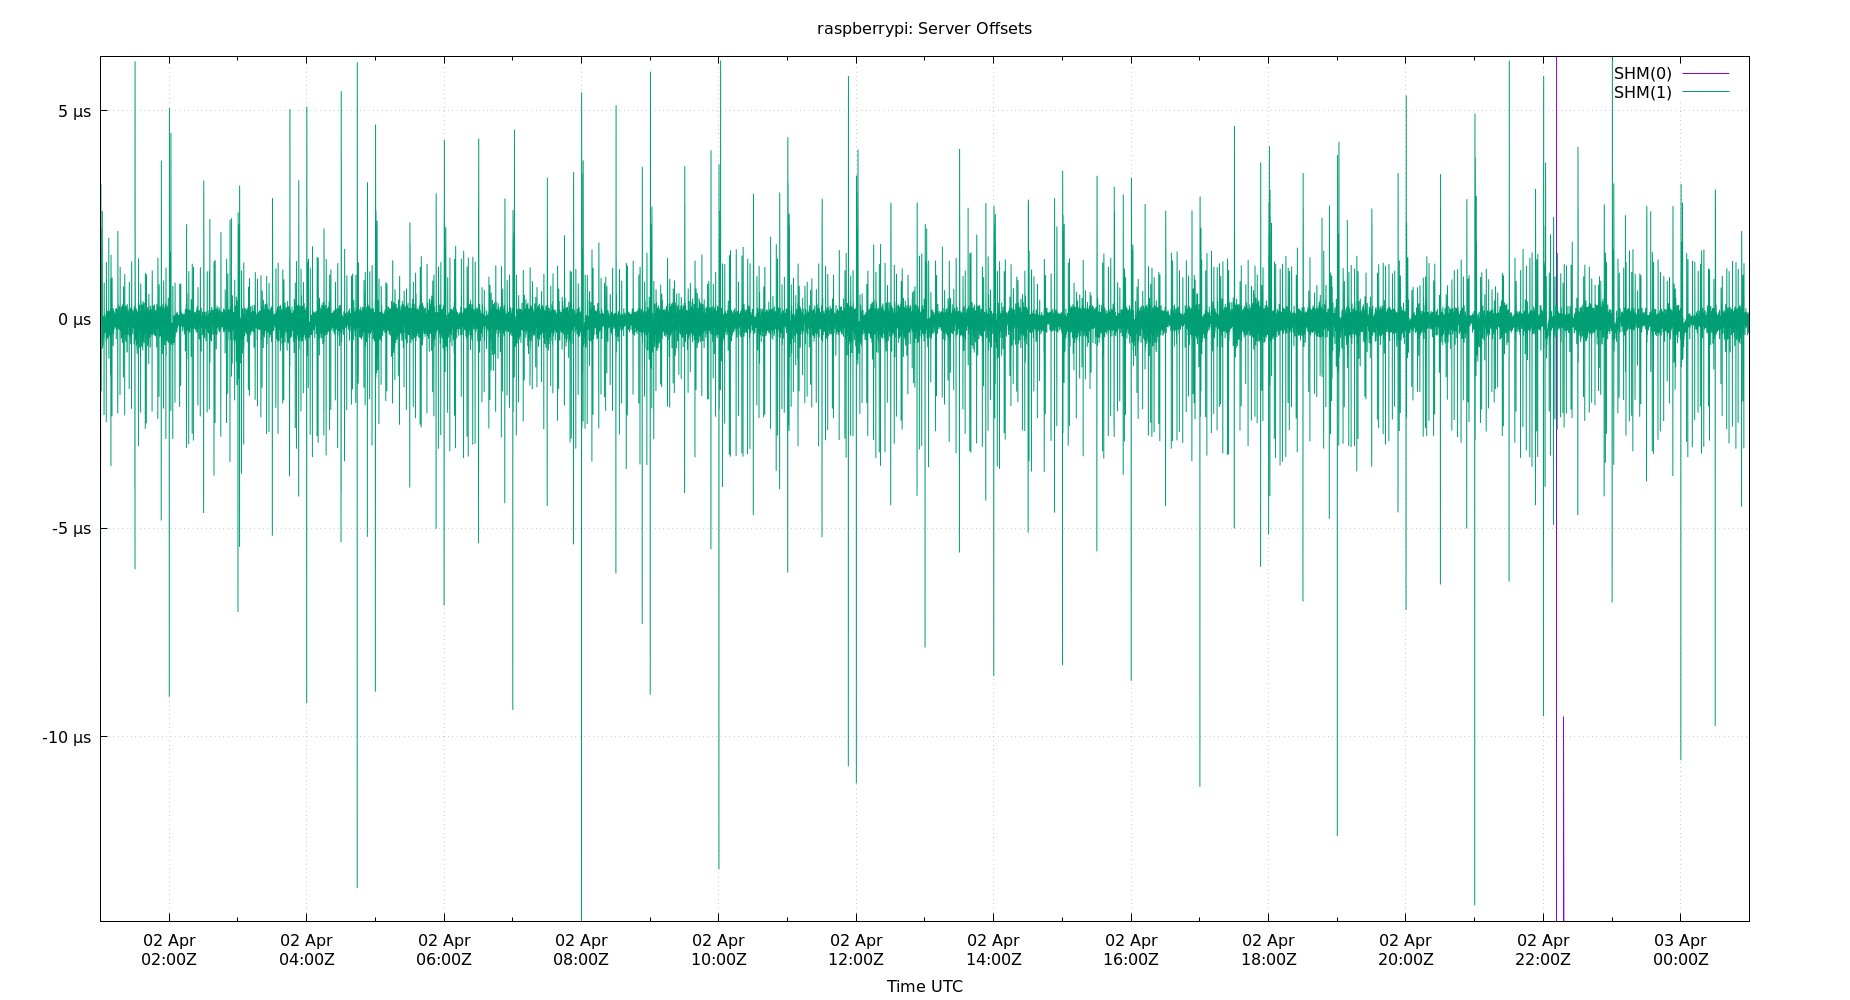 raspberrypi: Server Offsets
SHM(0)
SHM(1)
5 µs
0 µs
-5 µs
-10 µs
02 Apr 02 Apr 02 Apr 02 Apr 02 Apr 02 Apr 02 Apr 02 Apr 02 Apr 02 Apr 02 Apr 03 Apr
02:00Z 04:00Z 06:00Z 08:00Z 10:00Z 12:00Z 14:00Z 16:00Z 18:00Z 20:00Z 22:00Z 00:00Z
Time UTC